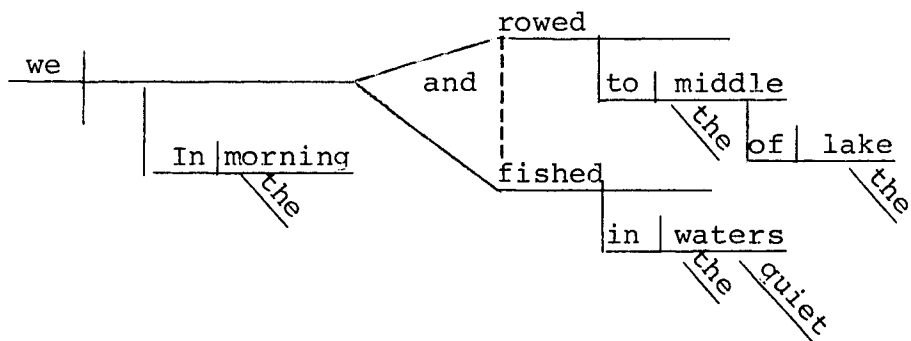 rowed
we
and
to middle
the
of lake
the
In morning
the
fished
in waters
the
quiet